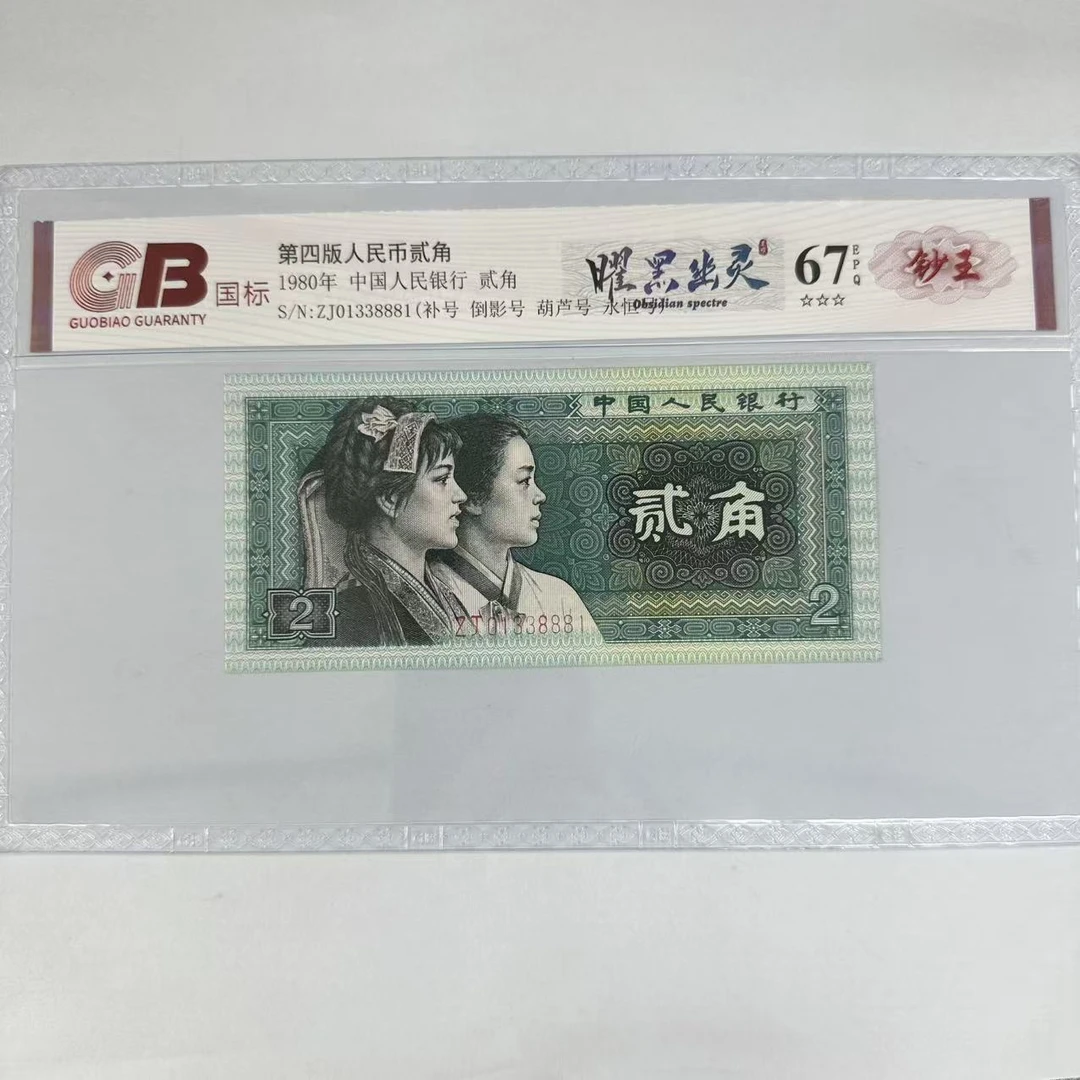 GB
国标
GUOBIAO GUARANTY
第四版人民币贰角
1980年 中国人民银行 贰角
S/N:ZJ01338881(补号 倒影号 葫芦号 永恒号)
曜黑幽灵
Obsidian spectre
67
EPQ
☆☆☆
钞王
中国人民银行
贰角
2
2
ZJ01338881